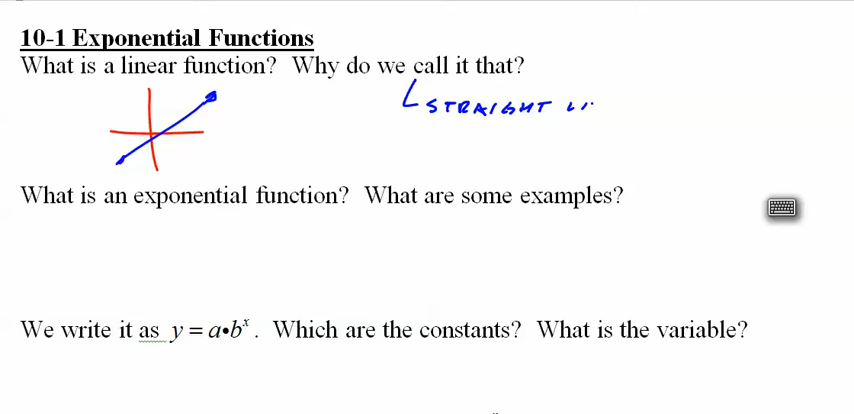 10-1 Exponential Functions
What is a linear function? Why do we call it that?
STRAIGHT
What is an exponential function? What are some examples?
We write it as y = a•bˣ. Which are the constants? What is the variable?